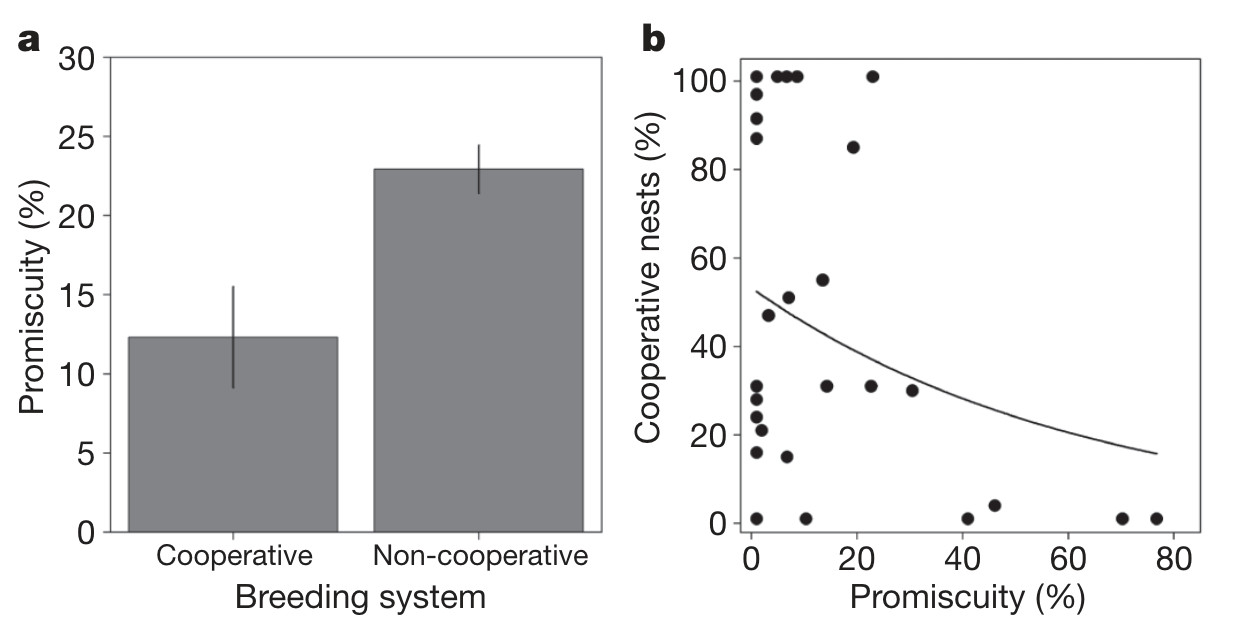 a
30
25
20
15
10
5
0
Promiscuity (%)
Cooperative Non-cooperative
Breeding system
b
100
80
60
40
20
0
Cooperative nests (%)
0 20 40 60 80
Promiscuity (%)